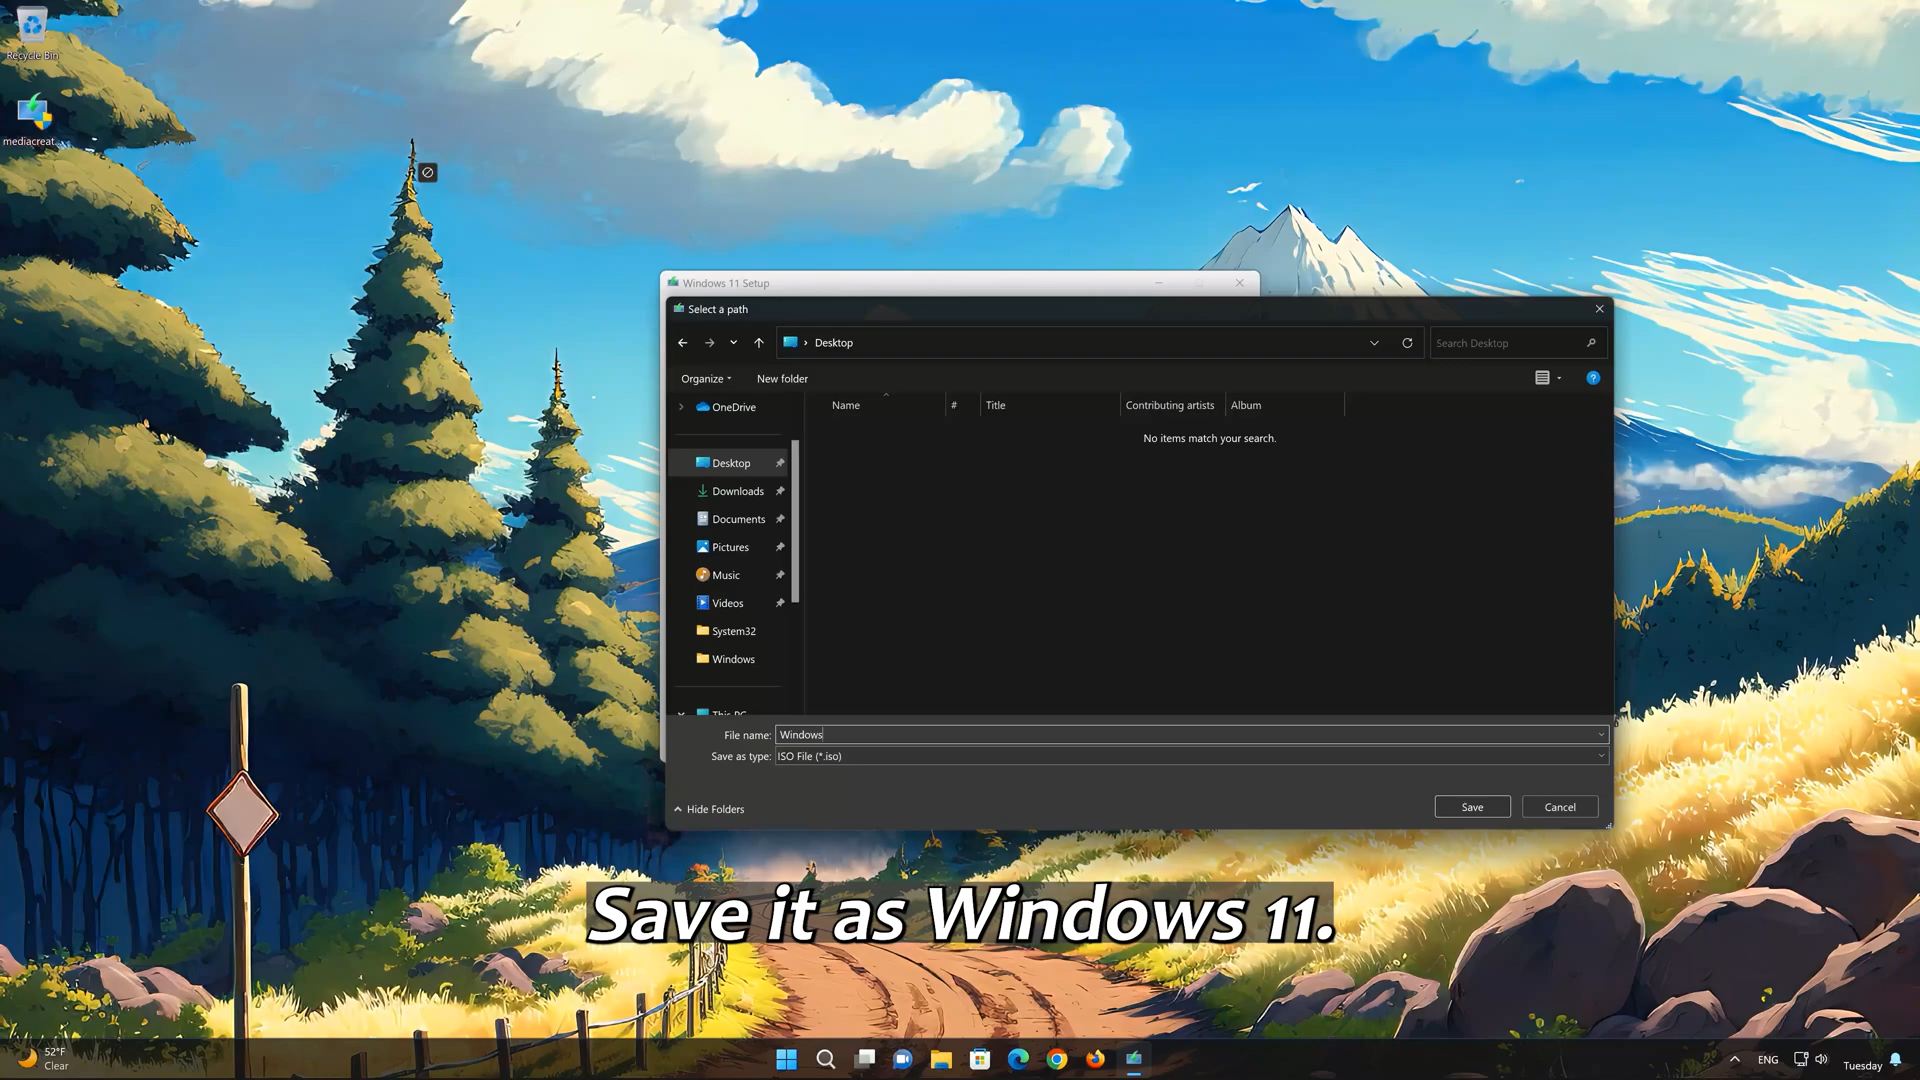 Recycle Bin
mediacreat...
Windows 11 Setup
Select a path
Desktop
Search Desktop
Organize
New folder
OneDrive
Name
#
Title
Contributing artists
Album
No items match your search.
Desktop
Downloads
Documents
Pictures
Music
Videos
System32
Windows
This PC
File name: Windows
Save as type: ISO File (*.iso)
Hide Folders
Save
Cancel
Save it as Windows 11.
52°F
Clear
ENG
Tuesday